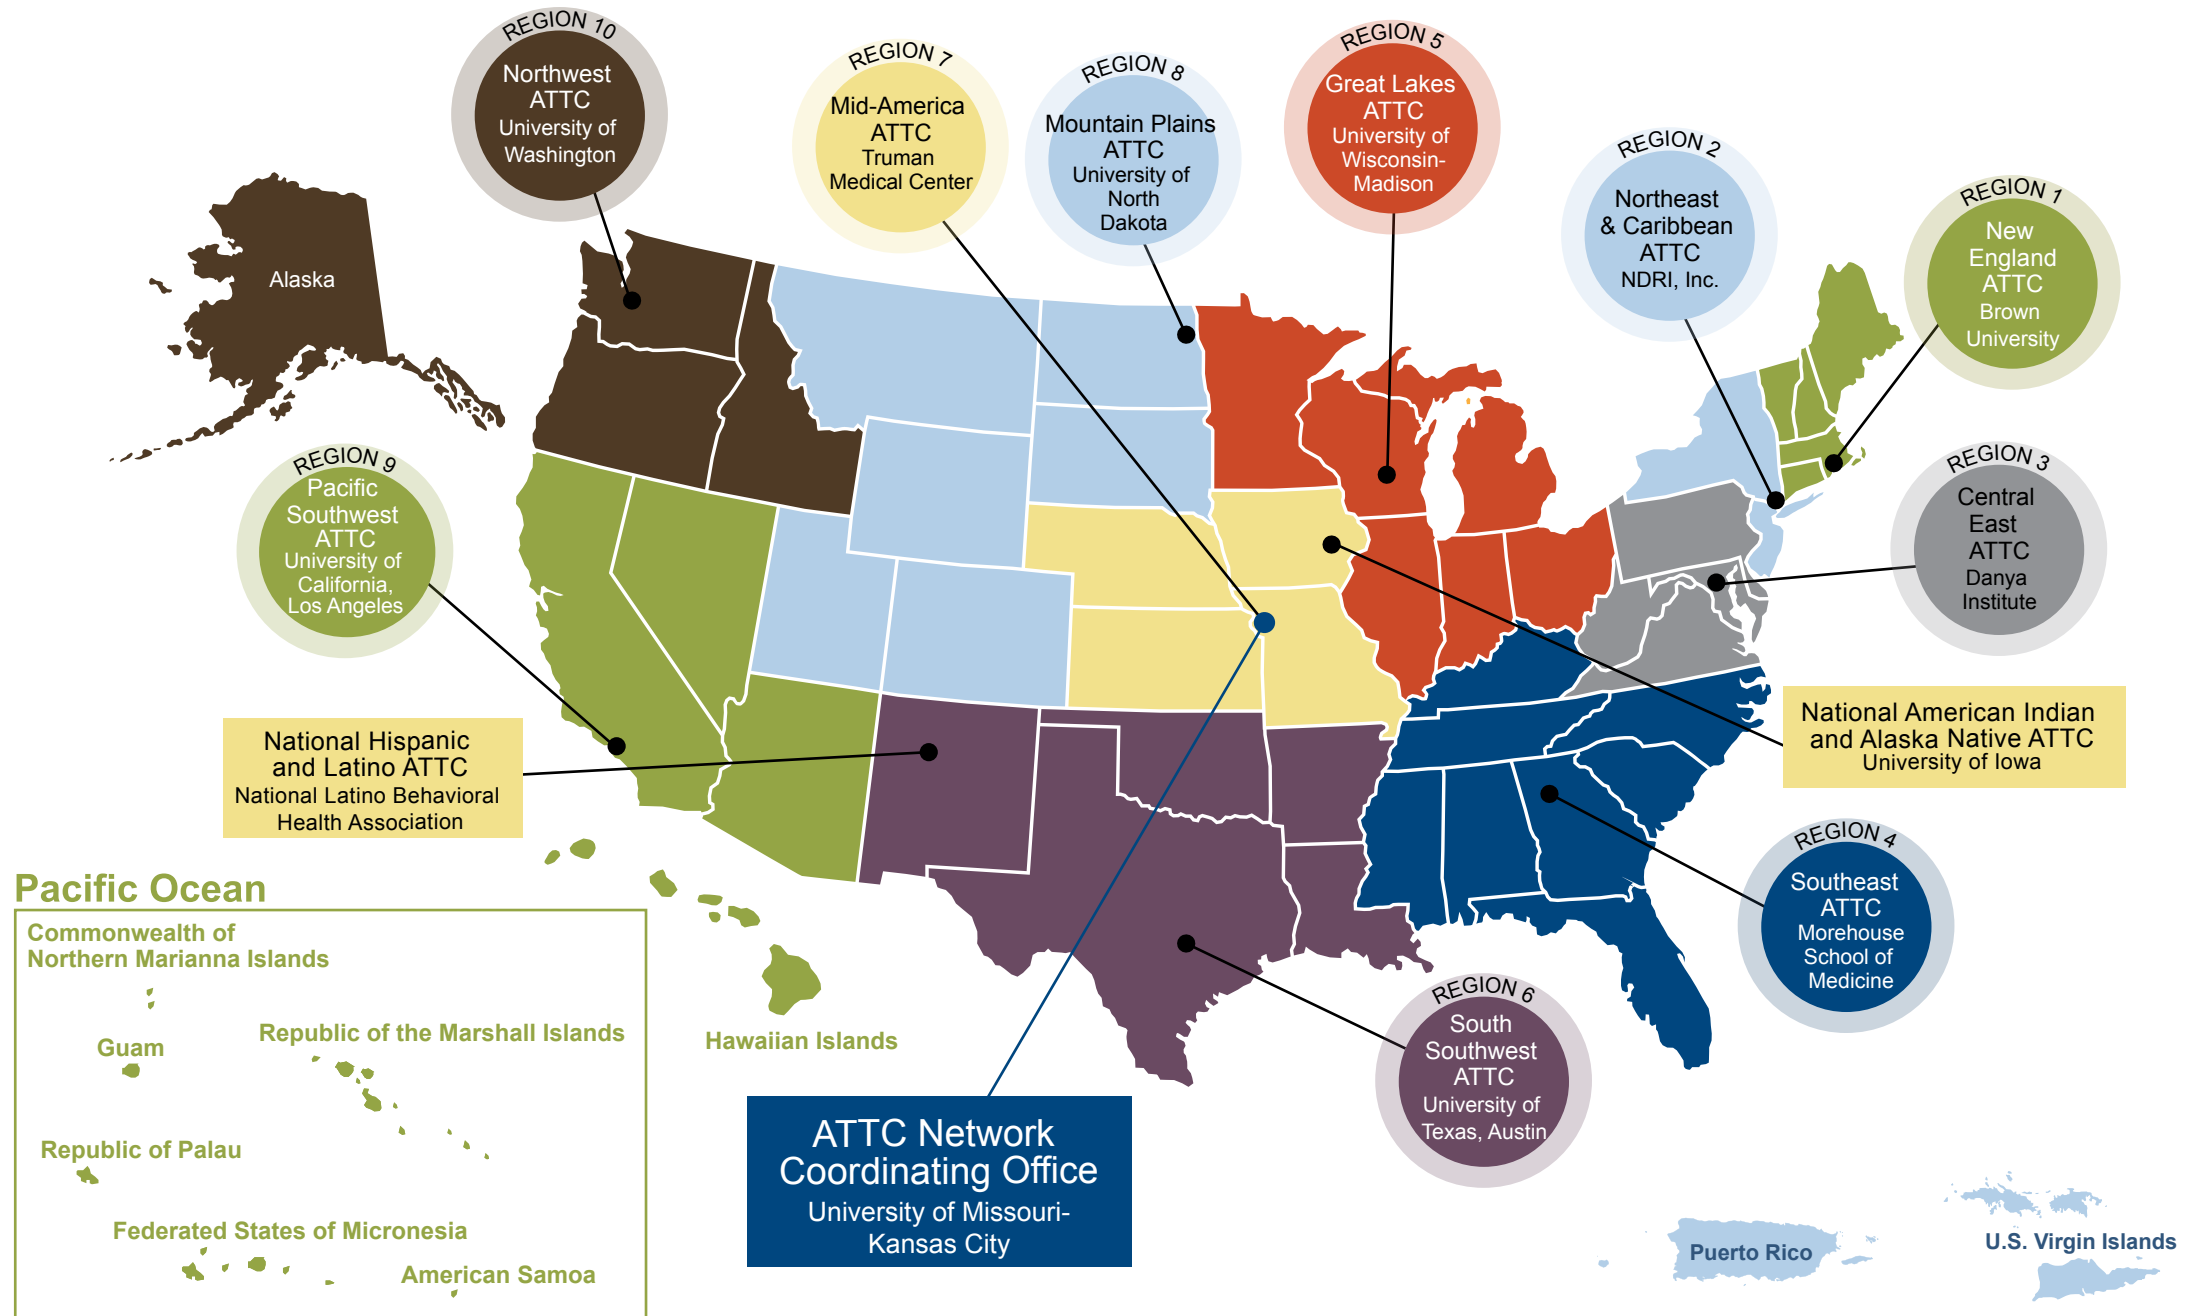 REGION 10
Northwest
ATTC
University of
Washington
REGION 7
Mid-America
ATTC
Truman
Medical Center
REGION 8
Mountain Plains
ATTC
University of
North
Dakota
REGION 5
Great Lakes
ATTC
University of
Wisconsin-
Madison
REGION 2
Northeast
& Caribbean
ATTC
NDRI, Inc.
REGION 1
New
England
ATTC
Brown
University
Alaska
REGION 9
Pacific
Southwest
ATTC
University of
California,
Los Angeles
REGION 3
Central
East
ATTC
Danya
Institute
National Hispanic
and Latino ATTC
National Latino Behavioral
Health Association
National American Indian
and Alaska Native ATTC
University of Iowa
REGION 4
Southeast
ATTC
Morehouse
School of
Medicine
REGION 6
South
Southwest
ATTC
University of
Texas, Austin
Pacific Ocean
Commonwealth of
Northern Marianna Islands
Guam
Republic of the Marshall Islands
Republic of Palau
Federated States of Micronesia
American Samoa
Hawaiian Islands
ATTC Network
Coordinating Office
University of Missouri-
Kansas City
Puerto Rico
U.S. Virgin Islands